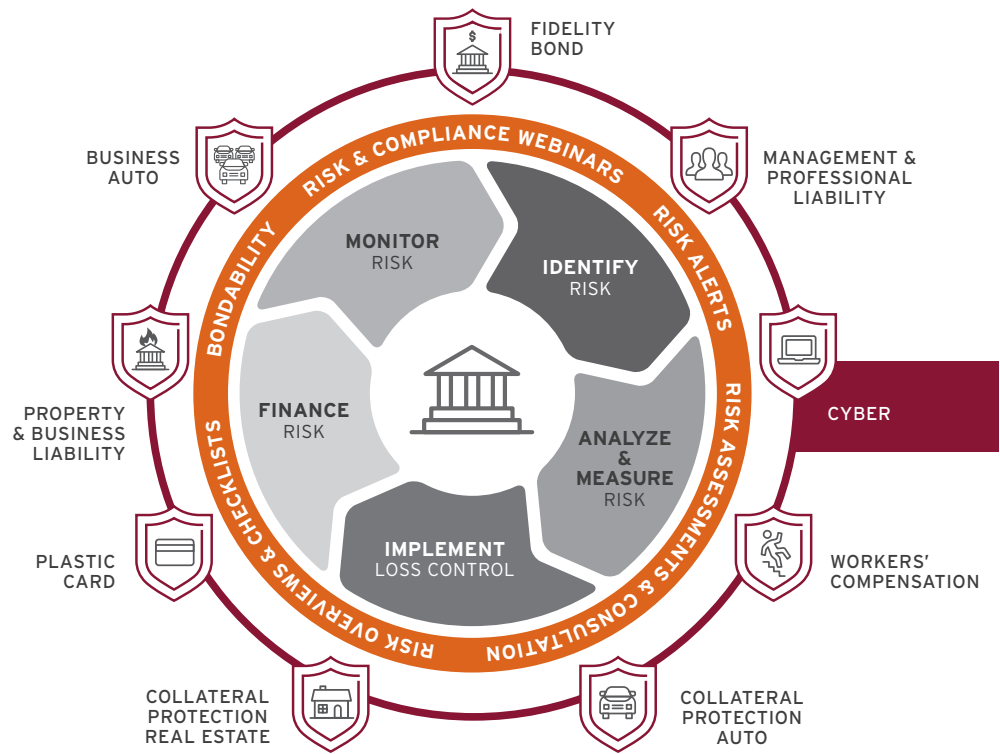 $
FIDELITY
BOND
MANAGEMENT &
PROFESSIONAL
LIABILITY
CYBER
WORKERS'
COMPENSATION
COLLATERAL
PROTECTION
AUTO
COLLATERAL
PROTECTION
REAL ESTATE
PLASTIC
CARD
PROPERTY
& BUSINESS
LIABILITY
BUSINESS
AUTO
RISK & COMPLIANCE WEBINARS
RISK ALERTS
RISK ASSESSMENTS & CONSULTATION
RISK OVERVIEWS & CHECKLISTS
BONDABILITY
IDENTIFY
RISK
ANALYZE
&
MEASURE
RISK
IMPLEMENT
LOSS CONTROL
FINANCE
RISK
MONITOR
RISK